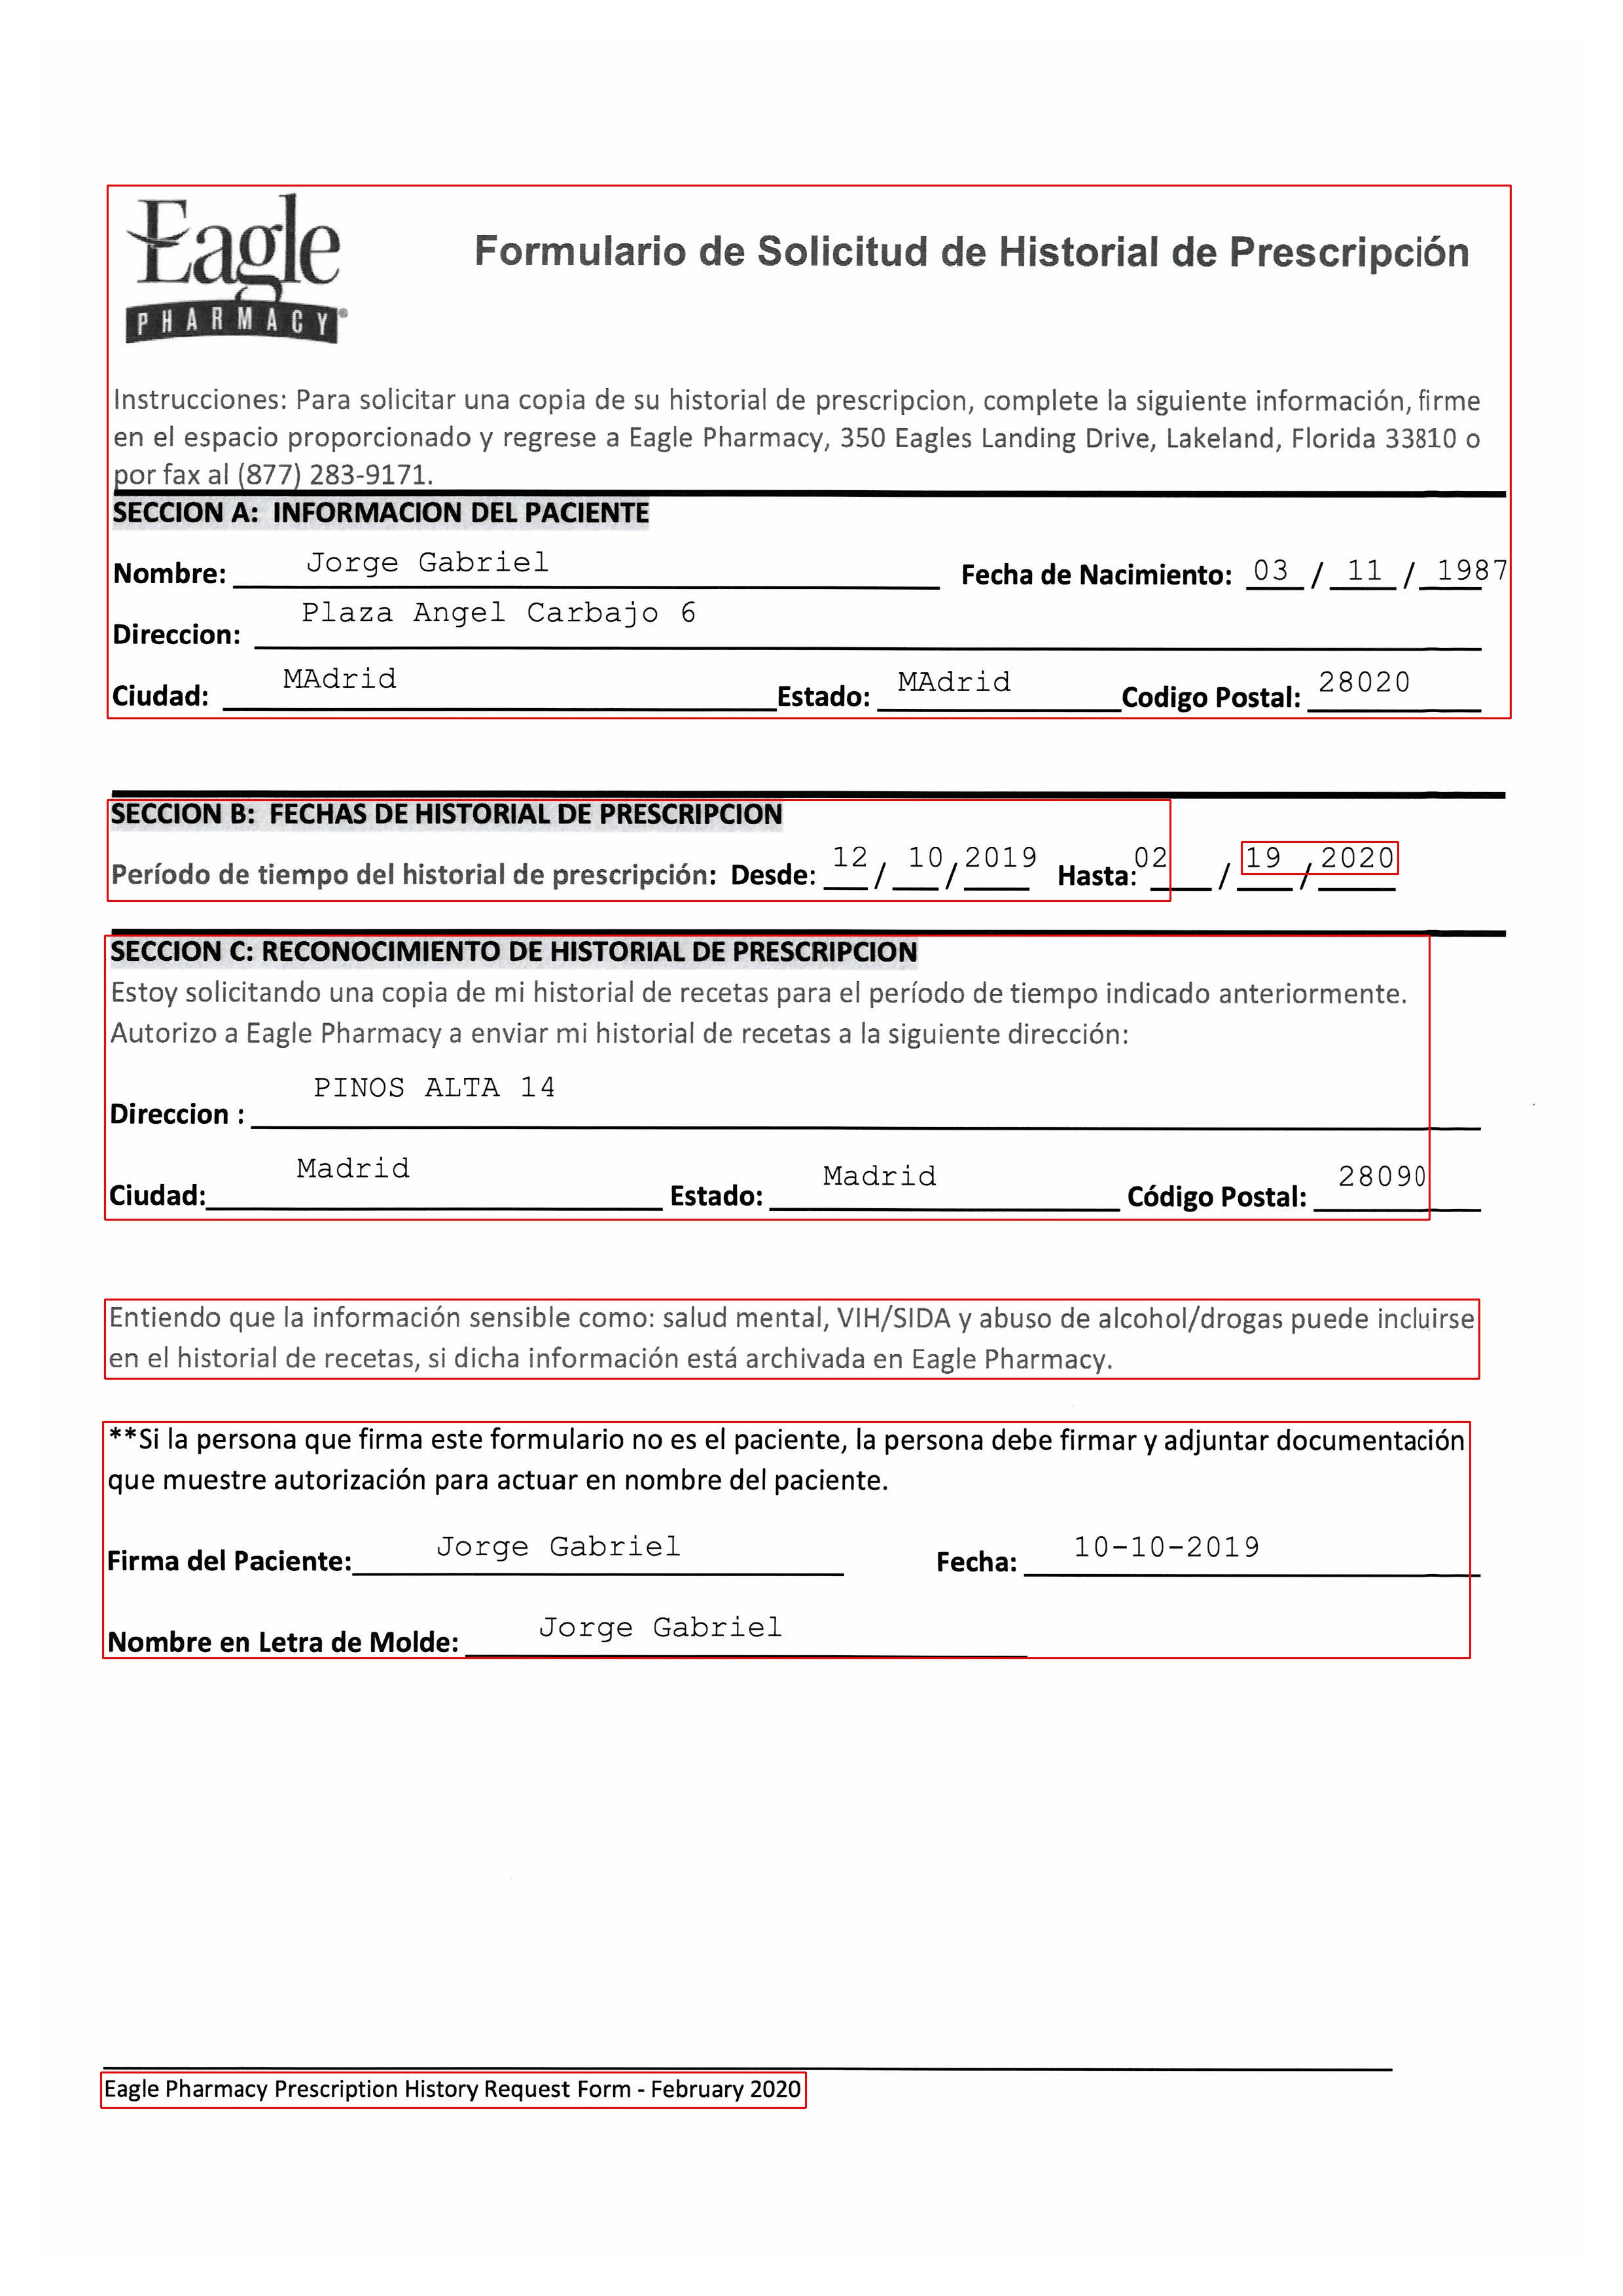 Eagle
PHARMACY®
Formulario de Solicitud de Historial de Prescripción
Instrucciones: Para solicitar una copia de su historial de prescripcion, complete la siguiente información, firme
en el espacio proporcionado y regrese a Eagle Pharmacy, 350 Eagles Landing Drive, Lakeland, Florida 33810 o
por fax al (877) 283-9171.
SECCION A: INFORMACION DEL PACIENTE
Nombre: Jorge Gabriel Fecha de Nacimiento: 03 / 11 / 1987
Direccion: Plaza Angel Carbajo 6
Ciudad: MAdrid Estado: MAdrid Codigo Postal: 28020
SECCION B: FECHAS DE HISTORIAL DE PRESCRIPCION
Período de tiempo del historial de prescripción: Desde: 12 / 10 / 2019 Hasta: 02 / 19 / 2020
SECCION C: RECONOCIMIENTO DE HISTORIAL DE PRESCRIPCION
Estoy solicitando una copia de mi historial de recetas para el período de tiempo indicado anteriormente.
Autorizo a Eagle Pharmacy a enviar mi historial de recetas a la siguiente dirección:
Direccion : PINOS ALTA 14
Ciudad: Madrid Estado: Madrid Código Postal: 28090
Entiendo que la información sensible como: salud mental, VIH/SIDA y abuso de alcohol/drogas puede incluirse
en el historial de recetas, si dicha información está archivada en Eagle Pharmacy.
**Si la persona que firma este formulario no es el paciente, la persona debe firmar y adjuntar documentación
que muestre autorización para actuar en nombre del paciente.
Firma del Paciente: Jorge Gabriel Fecha: 10-10-2019
Nombre en Letra de Molde: Jorge Gabriel
Eagle Pharmacy Prescription History Request Form - February 2020